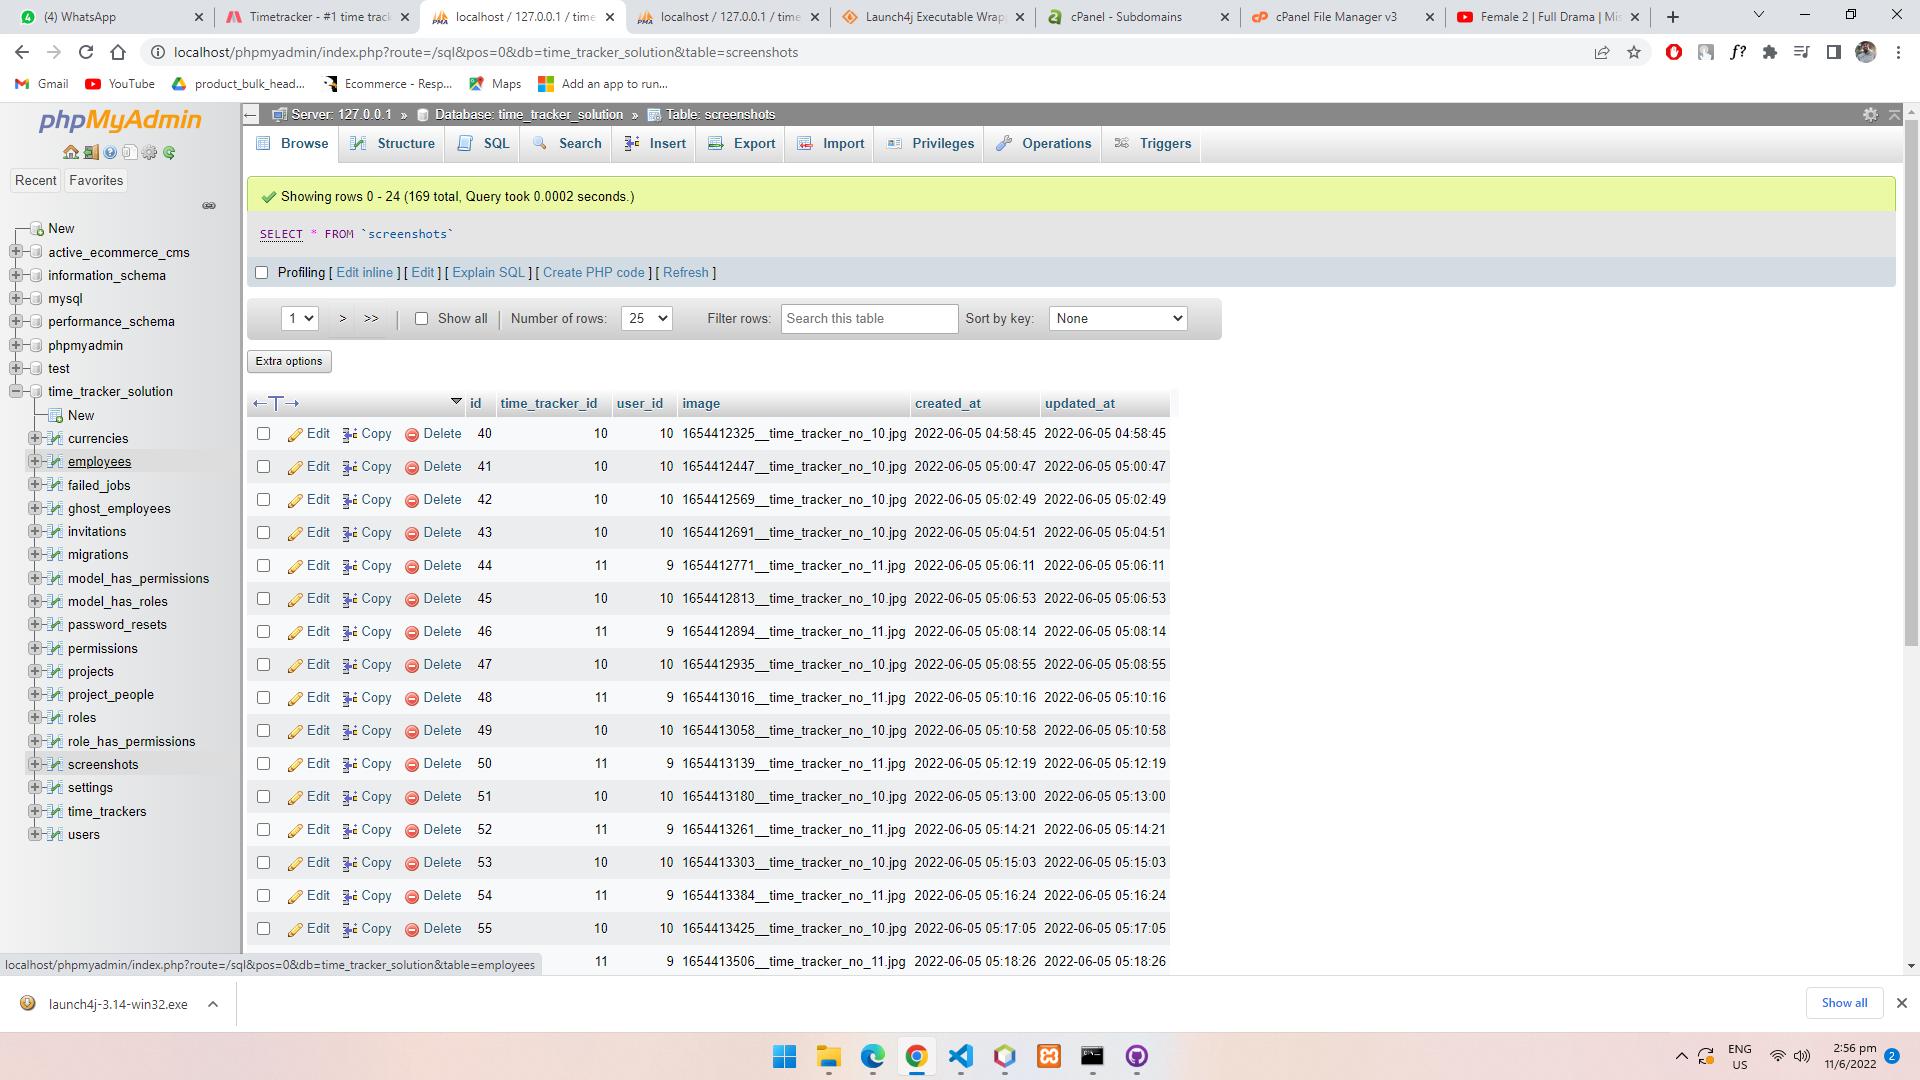 (4) WhatsApp
Timetracker - #1 time trac
localhost / 127.0.0.1 / time
localhost / 127.0.0.1 / time
Launch4j Executable Wrap
cPanel - Subdomains
cPanel File Manager v3
Female 2 | Full Drama | Mis
localhost/phpmyadmin/index.php?route=/sql&pos=0&db=time_tracker_solution&table=screenshots
Gmail YouTube product_bulk_head... Ecommerce - Resp... Maps Add an app to run...
phpMyAdmin
Recent Favorites
New
active_ecommerce_cms
information_schema
mysql
performance_schema
phpmyadmin
test
time_tracker_solution
New
currencies
employees
failed_jobs
ghost_employees
invitations
migrations
model_has_permissions
model_has_roles
password_resets
permissions
projects
project_people
roles
role_has_permissions
screenshots
settings
time_trackers
users
Server: 127.0.0.1 » Database: time_tracker_solution » Table: screenshots
Browse Structure SQL Search Insert Export Import Privileges Operations Triggers
Showing rows 0 - 24 (169 total, Query took 0.0002 seconds.)
SELECT * FROM `screenshots`
Profiling [ Edit inline ] [ Edit ] [ Explain SQL ] [ Create PHP code ] [ Refresh ]
1 > >> | Show all | Number of rows: 25 Filter rows: Search this table Sort by key: None
Extra options
←T→ id time_tracker_id user_id image created_at updated_at
Edit Copy Delete 40 10 10 1654412325__time_tracker_no_10.jpg 2022-06-05 04:58:45 2022-06-05 04:58:45
Edit Copy Delete 41 10 10 1654412447__time_tracker_no_10.jpg 2022-06-05 05:00:47 2022-06-05 05:00:47
Edit Copy Delete 42 10 10 1654412569__time_tracker_no_10.jpg 2022-06-05 05:02:49 2022-06-05 05:02:49
Edit Copy Delete 43 10 10 1654412691__time_tracker_no_10.jpg 2022-06-05 05:04:51 2022-06-05 05:04:51
Edit Copy Delete 44 11 9 1654412771__time_tracker_no_11.jpg 2022-06-05 05:06:11 2022-06-05 05:06:11
Edit Copy Delete 45 10 10 1654412813__time_tracker_no_10.jpg 2022-06-05 05:06:53 2022-06-05 05:06:53
Edit Copy Delete 46 11 9 1654412894__time_tracker_no_11.jpg 2022-06-05 05:08:14 2022-06-05 05:08:14
Edit Copy Delete 47 10 10 1654412935__time_tracker_no_10.jpg 2022-06-05 05:08:55 2022-06-05 05:08:55
Edit Copy Delete 48 11 9 1654413016__time_tracker_no_11.jpg 2022-06-05 05:10:16 2022-06-05 05:10:16
Edit Copy Delete 49 10 10 1654413058__time_tracker_no_10.jpg 2022-06-05 05:10:58 2022-06-05 05:10:58
Edit Copy Delete 50 11 9 1654413139__time_tracker_no_11.jpg 2022-06-05 05:12:19 2022-06-05 05:12:19
Edit Copy Delete 51 10 10 1654413180__time_tracker_no_10.jpg 2022-06-05 05:13:00 2022-06-05 05:13:00
Edit Copy Delete 52 11 9 1654413261__time_tracker_no_11.jpg 2022-06-05 05:14:21 2022-06-05 05:14:21
Edit Copy Delete 53 10 10 1654413303__time_tracker_no_10.jpg 2022-06-05 05:15:03 2022-06-05 05:15:03
Edit Copy Delete 54 11 9 1654413384__time_tracker_no_11.jpg 2022-06-05 05:16:24 2022-06-05 05:16:24
Edit Copy Delete 55 10 10 1654413425__time_tracker_no_10.jpg 2022-06-05 05:17:05 2022-06-05 05:17:05
11 9 1654413506__time_tracker_no_11.jpg 2022-06-05 05:18:26 2022-06-05 05:18:26
localhost/phpmyadmin/index.php?route=/sql&pos=0&db=time_tracker_solution&table=employees
launch4j-3.14-win32.exe
Show all
ENG
US
2:56 pm
11/6/2022
2